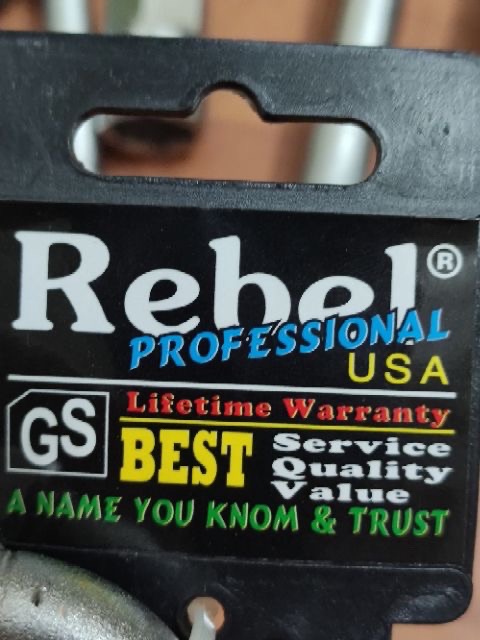 Rebel®
PROFESSIONAL
USA
GS
Lifetime Warranty
BEST
Service
Quality
Value
A NAME YOU KNOM & TRUST